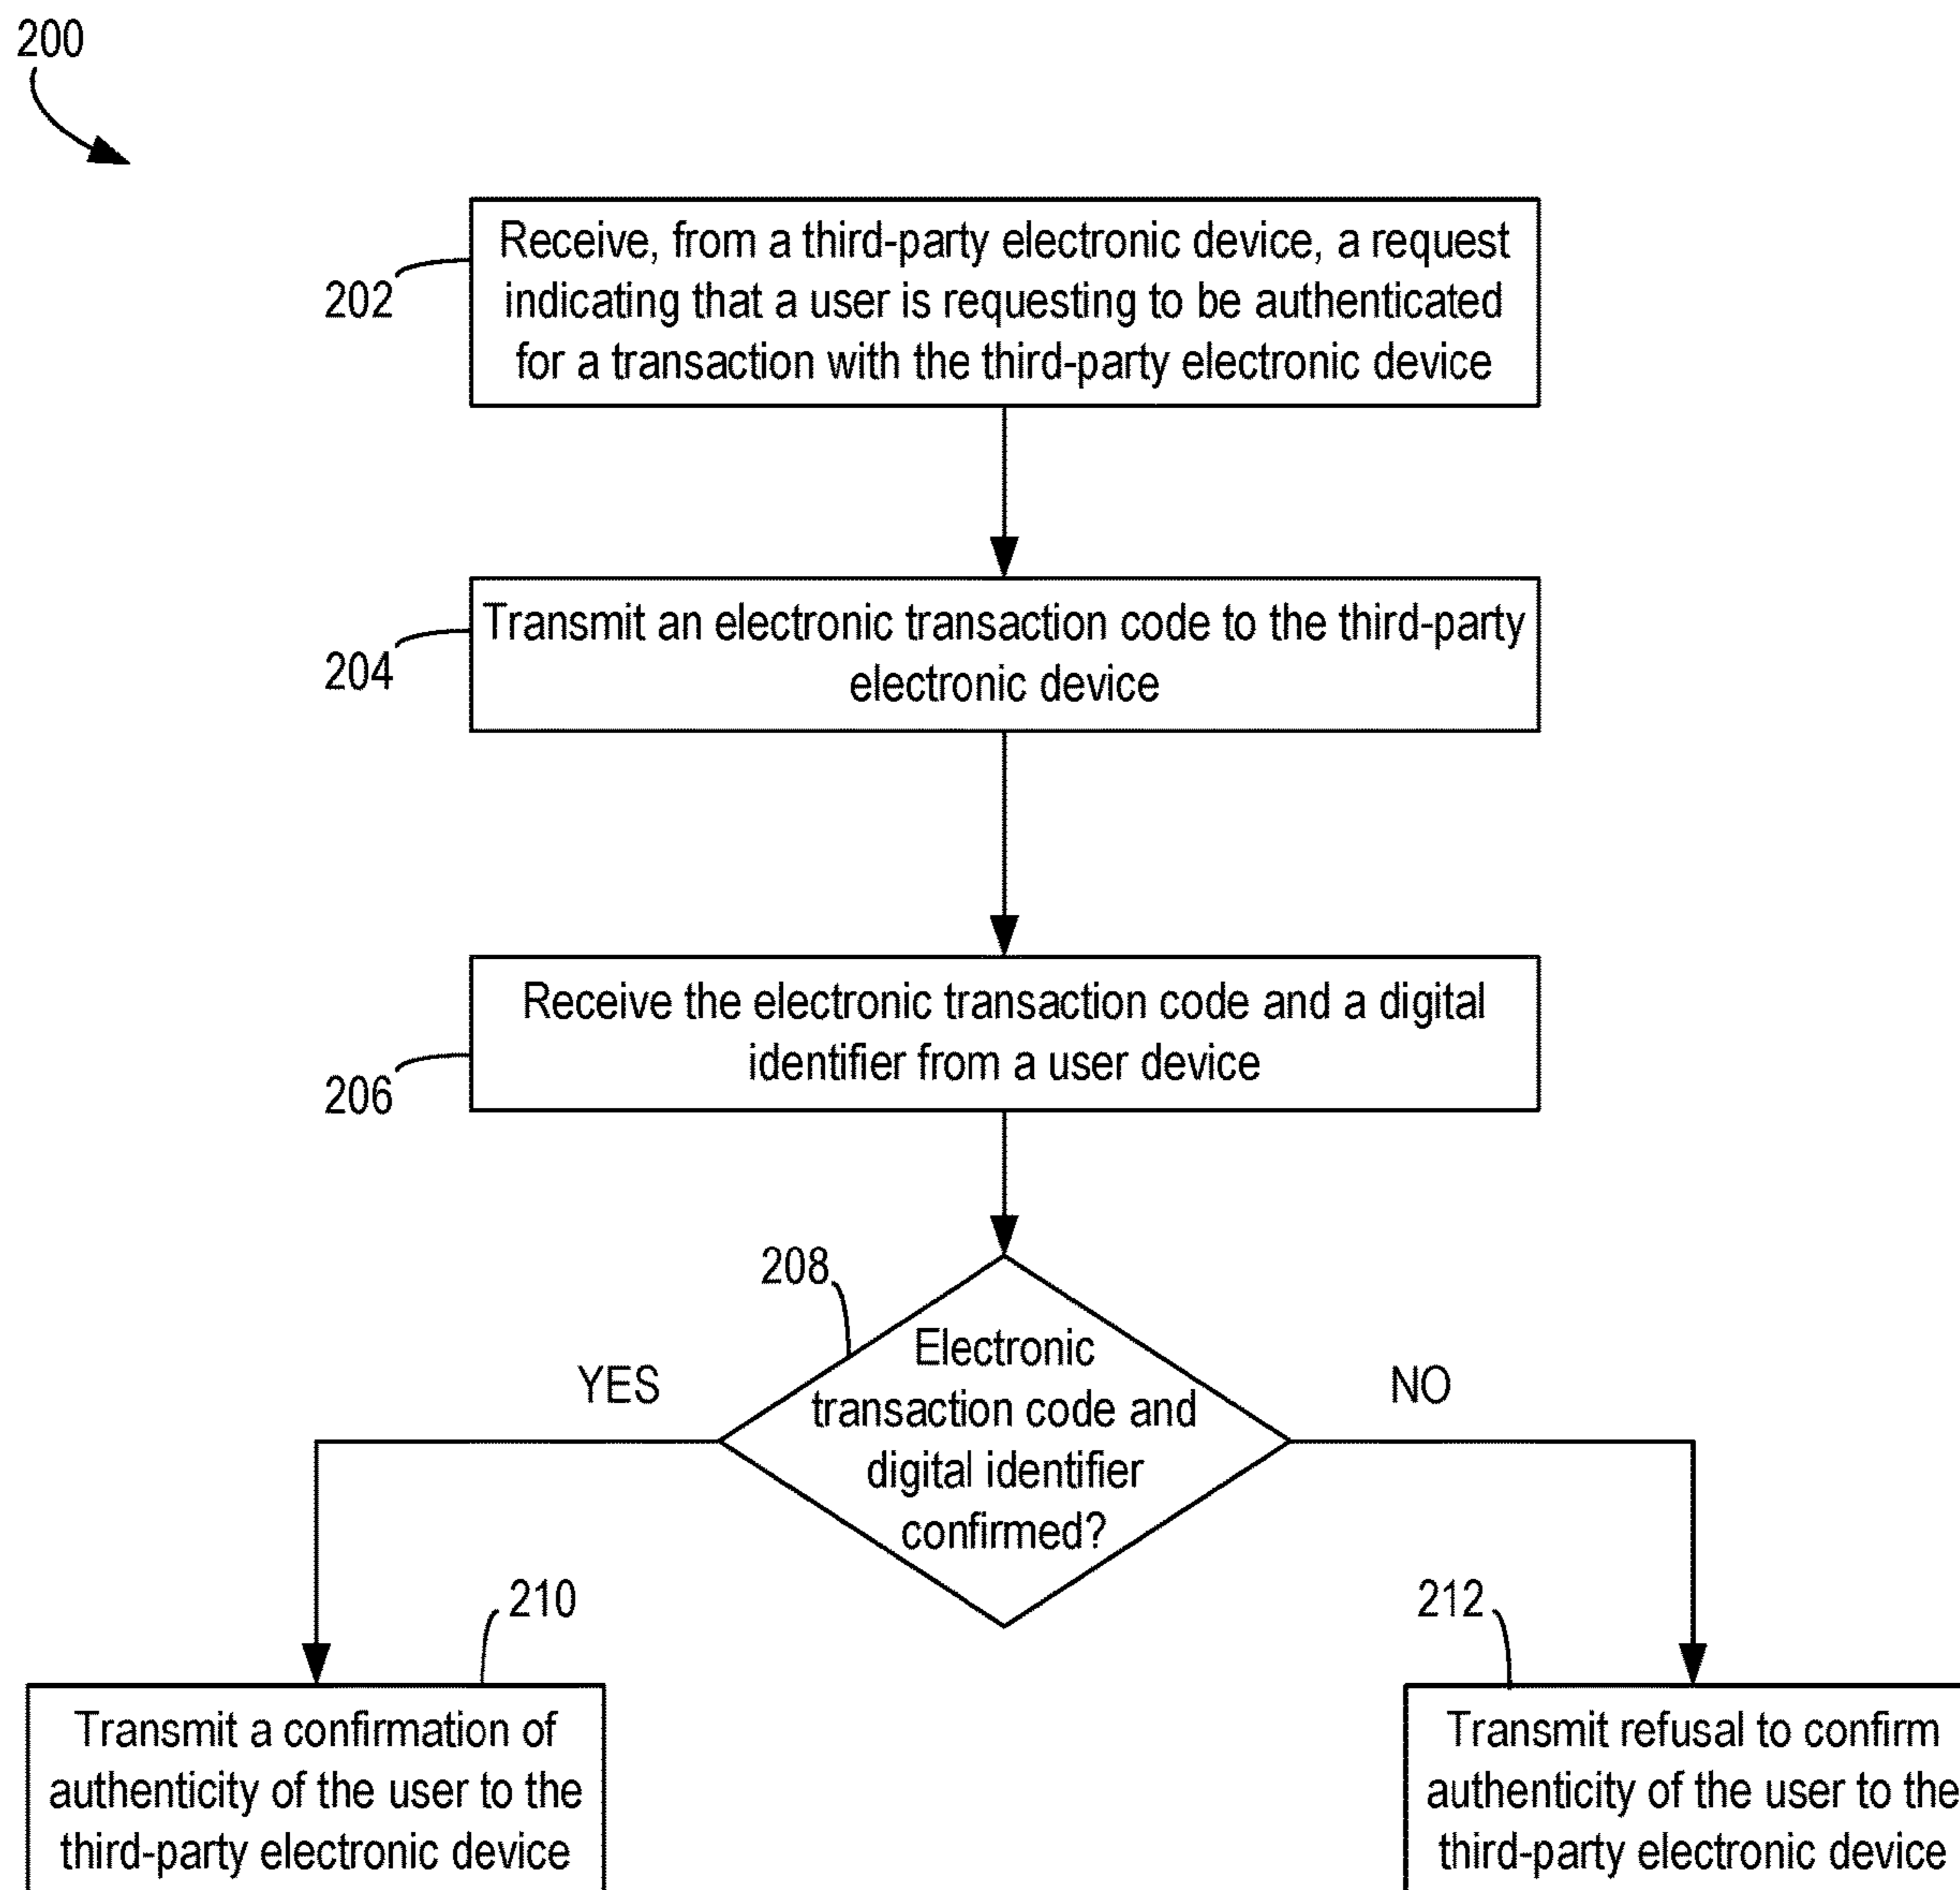 200
Receive, from a third-party electronic device, a request
indicating that a user is requesting to be authenticated
for a transaction with the third-party electronic device
202
Transmit an electronic transaction code to the third-party
electronic device
204
Receive the electronic transaction code and a digital
identifier from a user device
206
208
Electronic
transaction code and
digital identifier
confirmed?
YES
NO
210
Transmit a confirmation of
authenticity of the user to the
third-party electronic device
212
Transmit refusal to confirm
authenticity of the user to the
third-party electronic device